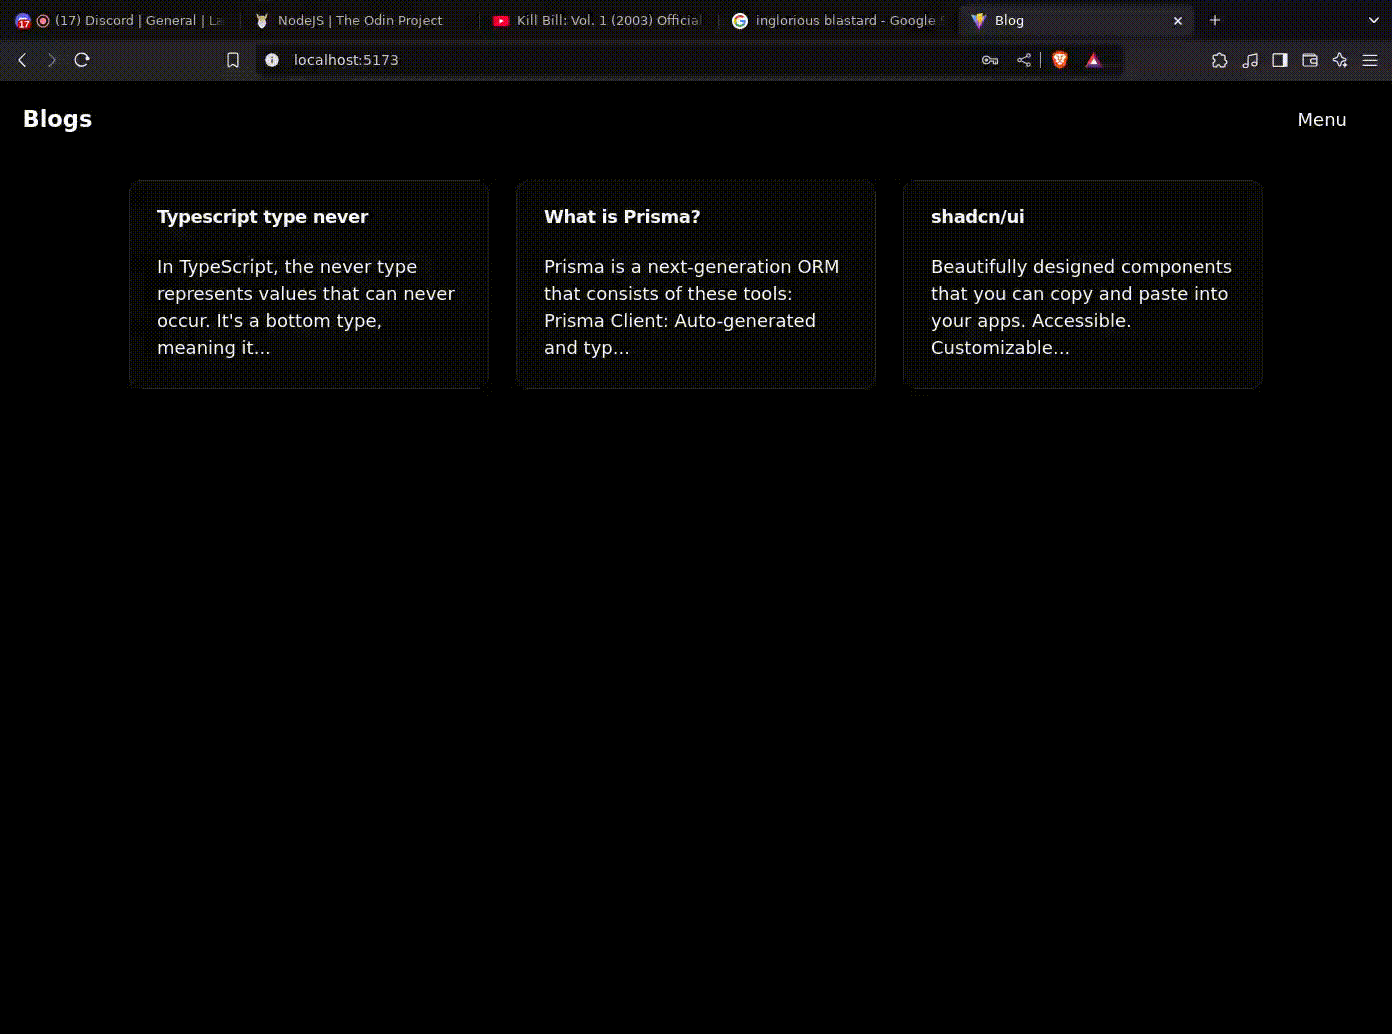 (17) Discord | General | La
NodeJS | The Odin Project
Kill Bill: Vol. 1 (2003) Official
inglorious blastard - Google
Blog
localhost:5173
Blogs
Menu
Typescript type never
In TypeScript, the never type
represents values that can never
occur. It's a bottom type,
meaning it...
What is Prisma?
Prisma is a next-generation ORM
that consists of these tools:
Prisma Client: Auto-generated
and typ...
shadcn/ui
Beautifully designed components
that you can copy and paste into
your apps. Accessible.
Customizable...